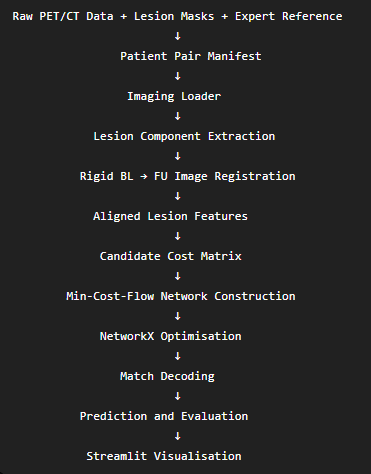 Raw PET/CT Data + Lesion Masks + Expert Reference
↓
Patient Pair Manifest
↓
Imaging Loader
↓
Lesion Component Extraction
↓
Rigid BL → FU Image Registration
↓
Aligned Lesion Features
↓
Candidate Cost Matrix
↓
Min-Cost-Flow Network Construction
↓
NetworkX Optimisation
↓
Match Decoding
↓
Prediction and Evaluation
↓
Streamlit Visualisation